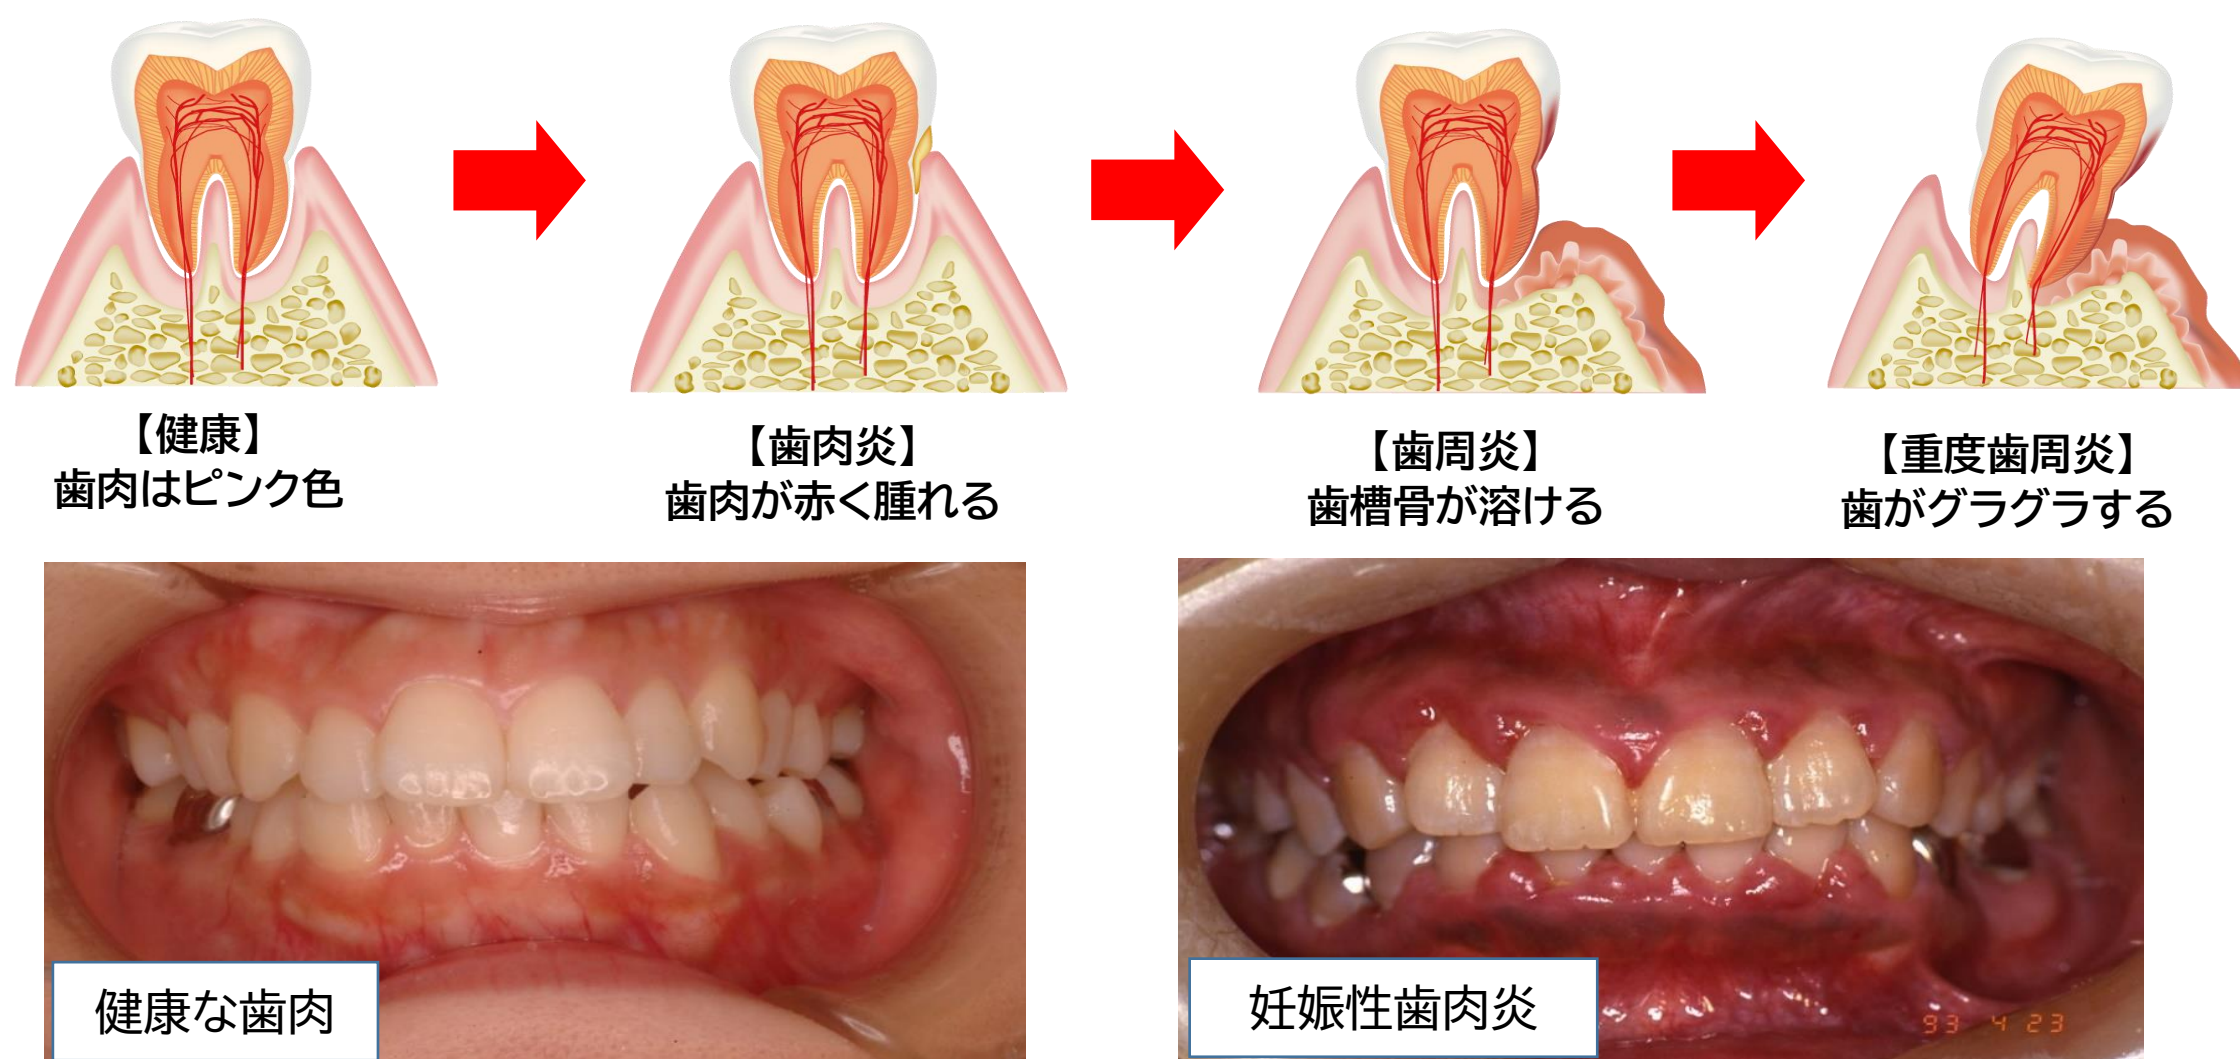 【健康】
歯肉はピンク色
【歯肉炎】
歯肉が赤く腫れる
【歯周炎】
歯槽骨が溶ける
【重度歯周炎】
歯がグラグラする
健康な歯肉
妊娠性歯肉炎
93 4 23